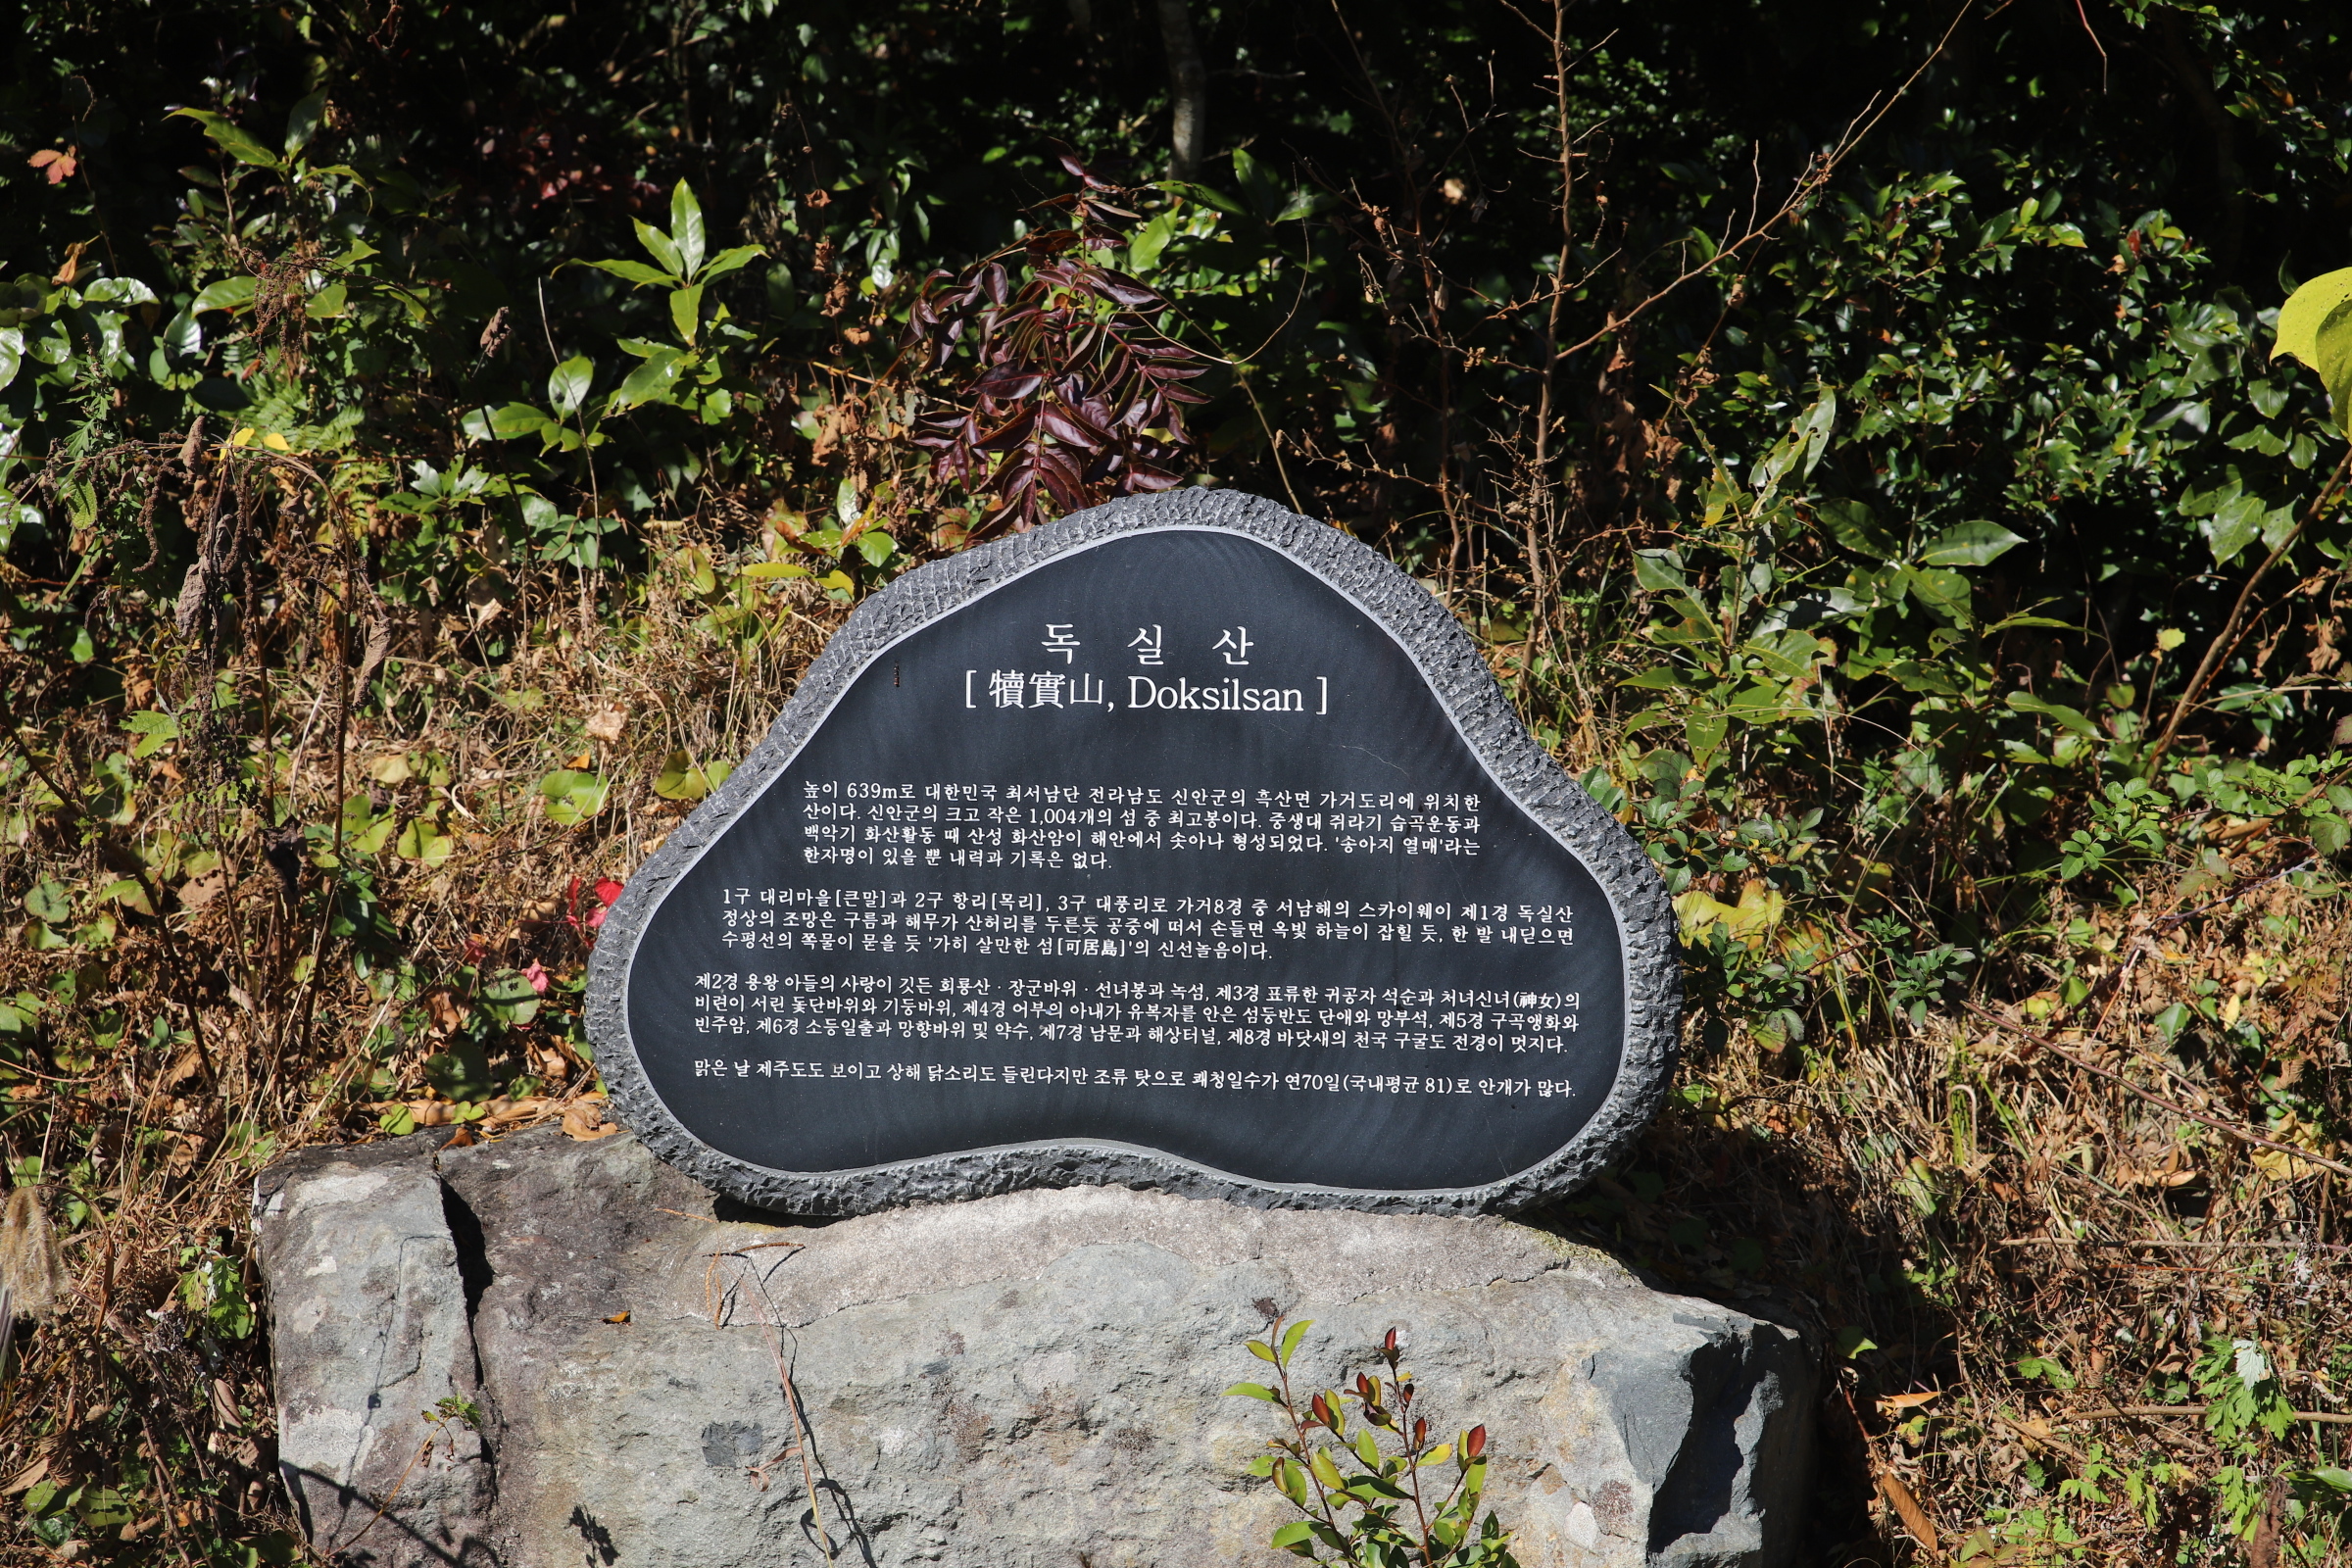 독 실 산
[ 犢實山, Doksilsan ]
높이 639m로 대한민국 최서남단 전라남도 신안군의 흑산면 가거도리에 위치한
산이다. 신안군의 크고 작은 1,004개의 섬 중 최고봉이다. 중생대 쥐라기 습곡운동과
백악기 화산활동 때 산성 화산암이 해안에서 솟아나 형성되었다. '송아지 열매'라는
한자명이 있을 뿐 내력과 기록은 없다.
1구 대리마을[큰말]과 2구 항리[목리], 3구 대풍리로 가거8경 중 서남해의 스카이웨이 제1경 독실산
정상의 조망은 구름과 해무가 산허리를 두른듯 공중에 떠서 손들면 옥빛 하늘이 잡힐 듯, 한 발 내딛으면
수평선의 쪽물이 묻을 듯 '가히 살만한 섬[可居島]'의 신선놀음이다.
제2경 용왕 아들의 사랑이 깃든 회룡산 · 장군바위 · 선녀봉과 녹섬, 제3경 표류한 귀공자 석순과 처녀신녀(神女)의
비련이 서린 돛단바위와 기둥바위, 제4경 어부의 아내가 유복자를 안은 섬등반도 단애와 망부석, 제5경 구곡앵화와
빈주암, 제6경 소등일출과 망향바위 및 약수, 제7경 남문과 해상터널, 제8경 바닷새의 천국 구굴도 전경이 멋지다.
맑은 날 제주도도 보이고 상해 닭소리도 들린다지만 조류 탓으로 쾌청일수가 연70일(국내평균 81)로 안개가 많다.